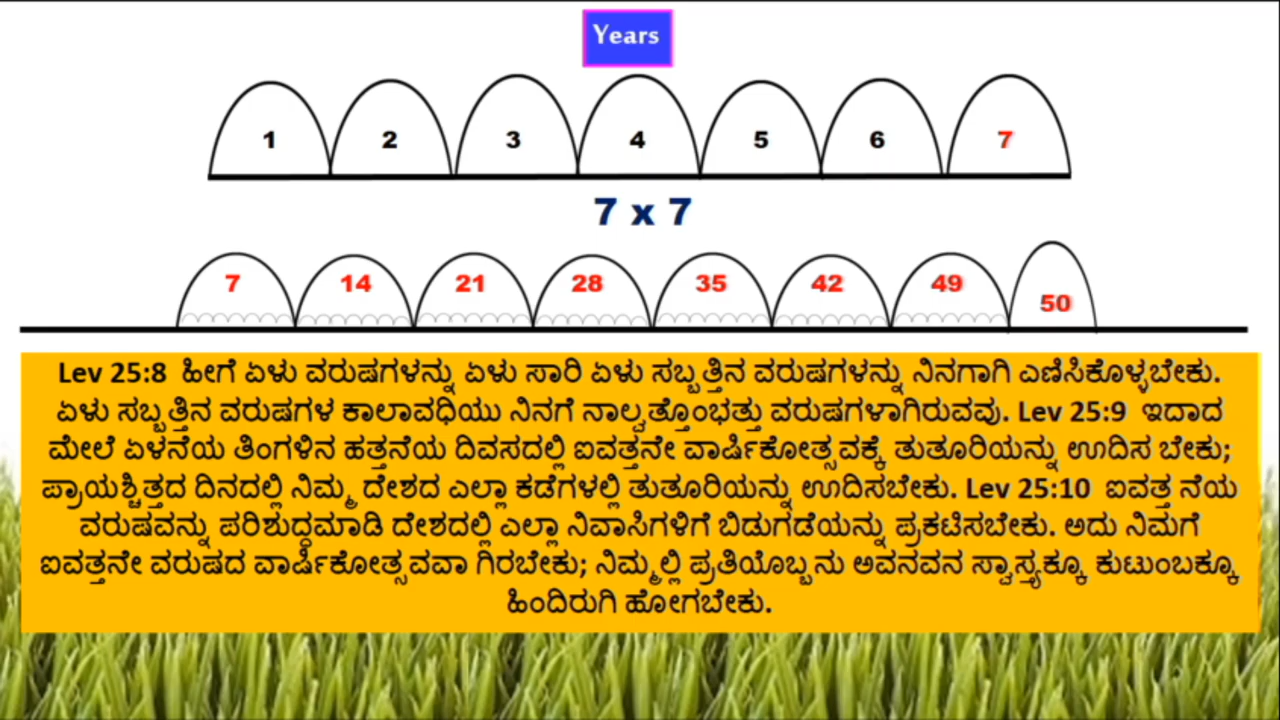 Years
1 2 3 4 5 6 7
7 x 7
7 14 21 28 35 42 49 50
Lev 25:8 ಹೀಗೆ ಏಳು ವರುಷಗಳನ್ನು ಏಳು ಸಾರಿ ಏಳು ಸಬ್ಬತ್ತಿನ ವರುಷಗಳನ್ನು ನಿನಗಾಗಿ ಎಣಿಸಿಕೊಳ್ಳಬೇಕು.
ಏಳು ಸಬ್ಬತ್ತಿನ ವರುಷಗಳ ಕಾಲಾವಧಿಯು ನಿನಗೆ ನಾಲ್ವತ್ತೊಂಭತ್ತು ವರುಷಗಳಾಗಿರುವವು. Lev 25:9 ಇದಾದ
ಮೇಲೆ ಏಳನೆಯ ತಿಂಗಳಿನ ಹತ್ತನೆಯ ದಿವಸದಲ್ಲಿ ಐವತ್ತನೇ ವಾರ್ಷಿಕೋತ್ಸವಕ್ಕೆ ತುತೂರಿಯನ್ನು ಊದಿಸ ಬೇಕು;
ಪ್ರಾಯಶ್ಚಿತ್ತದ ದಿನದಲ್ಲಿ ನಿಮ್ಮ ದೇಶದ ಎಲ್ಲಾ ಕಡೆಗಳಲ್ಲಿ ತುತೂರಿಯನ್ನು ಊದಿಸಬೇಕು. Lev 25:10 ಐವತ್ತ ನೆಯ
ವರುಷವನ್ನು ಪರಿಶುದ್ಧಮಾಡಿ ದೇಶದಲ್ಲಿ ಎಲ್ಲಾ ನಿವಾಸಿಗಳಿಗೆ ಬಿಡುಗಡೆಯನ್ನು ಪ್ರಕಟಿಸಬೇಕು. ಅದು ನಿಮಗೆ
ಐವತ್ತನೇ ವರುಷದ ವಾರ್ಷಿಕೋತ್ಸವವಾ ಗಿರಬೇಕು; ನಿಮ್ಮಲ್ಲಿ ಪ್ರತಿಯೊಬ್ಬನು ಅವನವನ ಸ್ವಾಸ್ತ್ಯಕ್ಕೂ ಕುಟುಂಬಕ್ಕೂ
ಹಿಂದಿರುಗಿ ಹೋಗಬೇಕು.